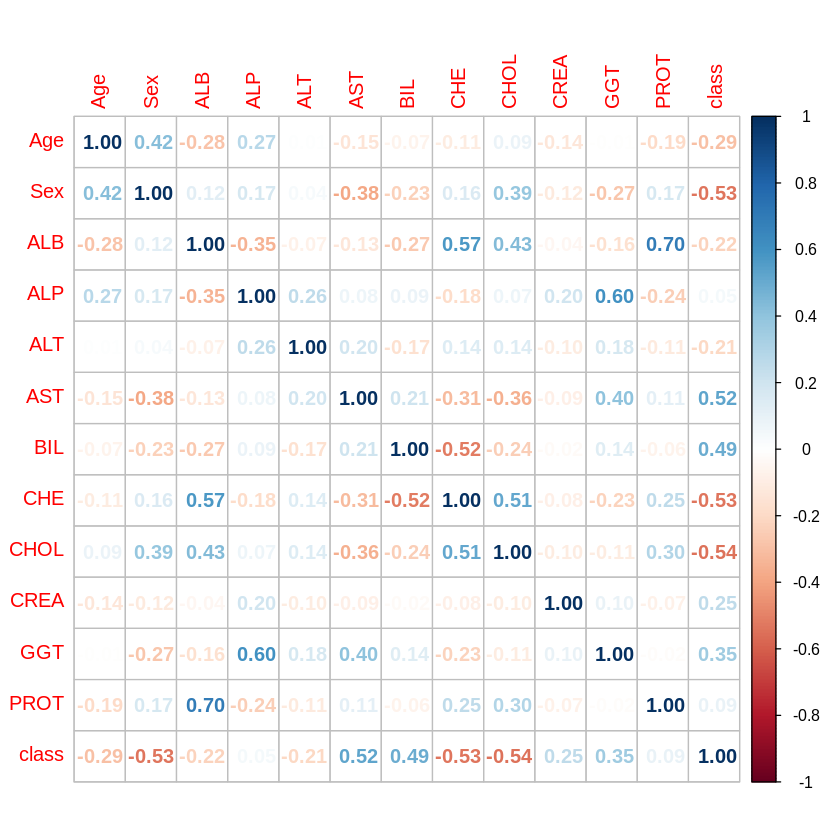 Age Sex ALB ALP ALT AST BIL CHE CHOL CREA GGT PROT class
1
Age 1.00 0.42 -0.28 0.27 -0.15 -0.07 -0.11 0.09 -0.14 -0.19 -0.29
Sex 0.42 1.00 0.12 0.17 0.04 -0.38 -0.23 0.16 0.39 -0.12 -0.27 0.17 -0.53
0.8
ALB -0.28 0.12 1.00 -0.35 -0.07 -0.13 -0.27 0.57 0.43 -0.04 -0.16 0.70 -0.22
0.6
ALP 0.27 0.17 -0.35 1.00 0.26 0.08 0.09 -0.18 0.07 0.20 0.60 -0.24 0.05
0.4
ALT 0.04 -0.07 0.26 1.00 0.20 -0.17 0.14 0.14 -0.10 0.18 -0.11 -0.21
0.2
AST -0.15 -0.38 -0.13 0.08 0.20 1.00 0.21 -0.31 -0.36 -0.09 0.40 0.11 0.52
BIL -0.07 -0.23 -0.27 0.09 -0.17 0.21 1.00 -0.52 -0.24 -0.02 0.14 -0.06 0.49
0
CHE -0.11 0.16 0.57 -0.18 0.14 -0.31 -0.52 1.00 0.51 -0.08 -0.23 0.25 -0.53
-0.2
CHOL 0.09 0.39 0.43 0.07 0.14 -0.36 -0.24 0.51 1.00 -0.10 -0.11 0.30 -0.54
-0.4
CREA -0.14 -0.12 -0.04 0.20 -0.10 -0.09 -0.02 -0.08 -0.10 1.00 0.10 -0.07 0.25
GGT -0.27 -0.16 0.60 0.18 0.40 0.14 -0.23 -0.11 0.10 1.00 0.35
-0.6
PROT -0.19 0.17 0.70 -0.24 -0.11 0.11 -0.06 0.25 0.30 -0.07 1.00 0.09
-0.8
class -0.29 -0.53 -0.22 0.05 -0.21 0.52 0.49 -0.53 -0.54 0.25 0.35 0.09 1.00
-1